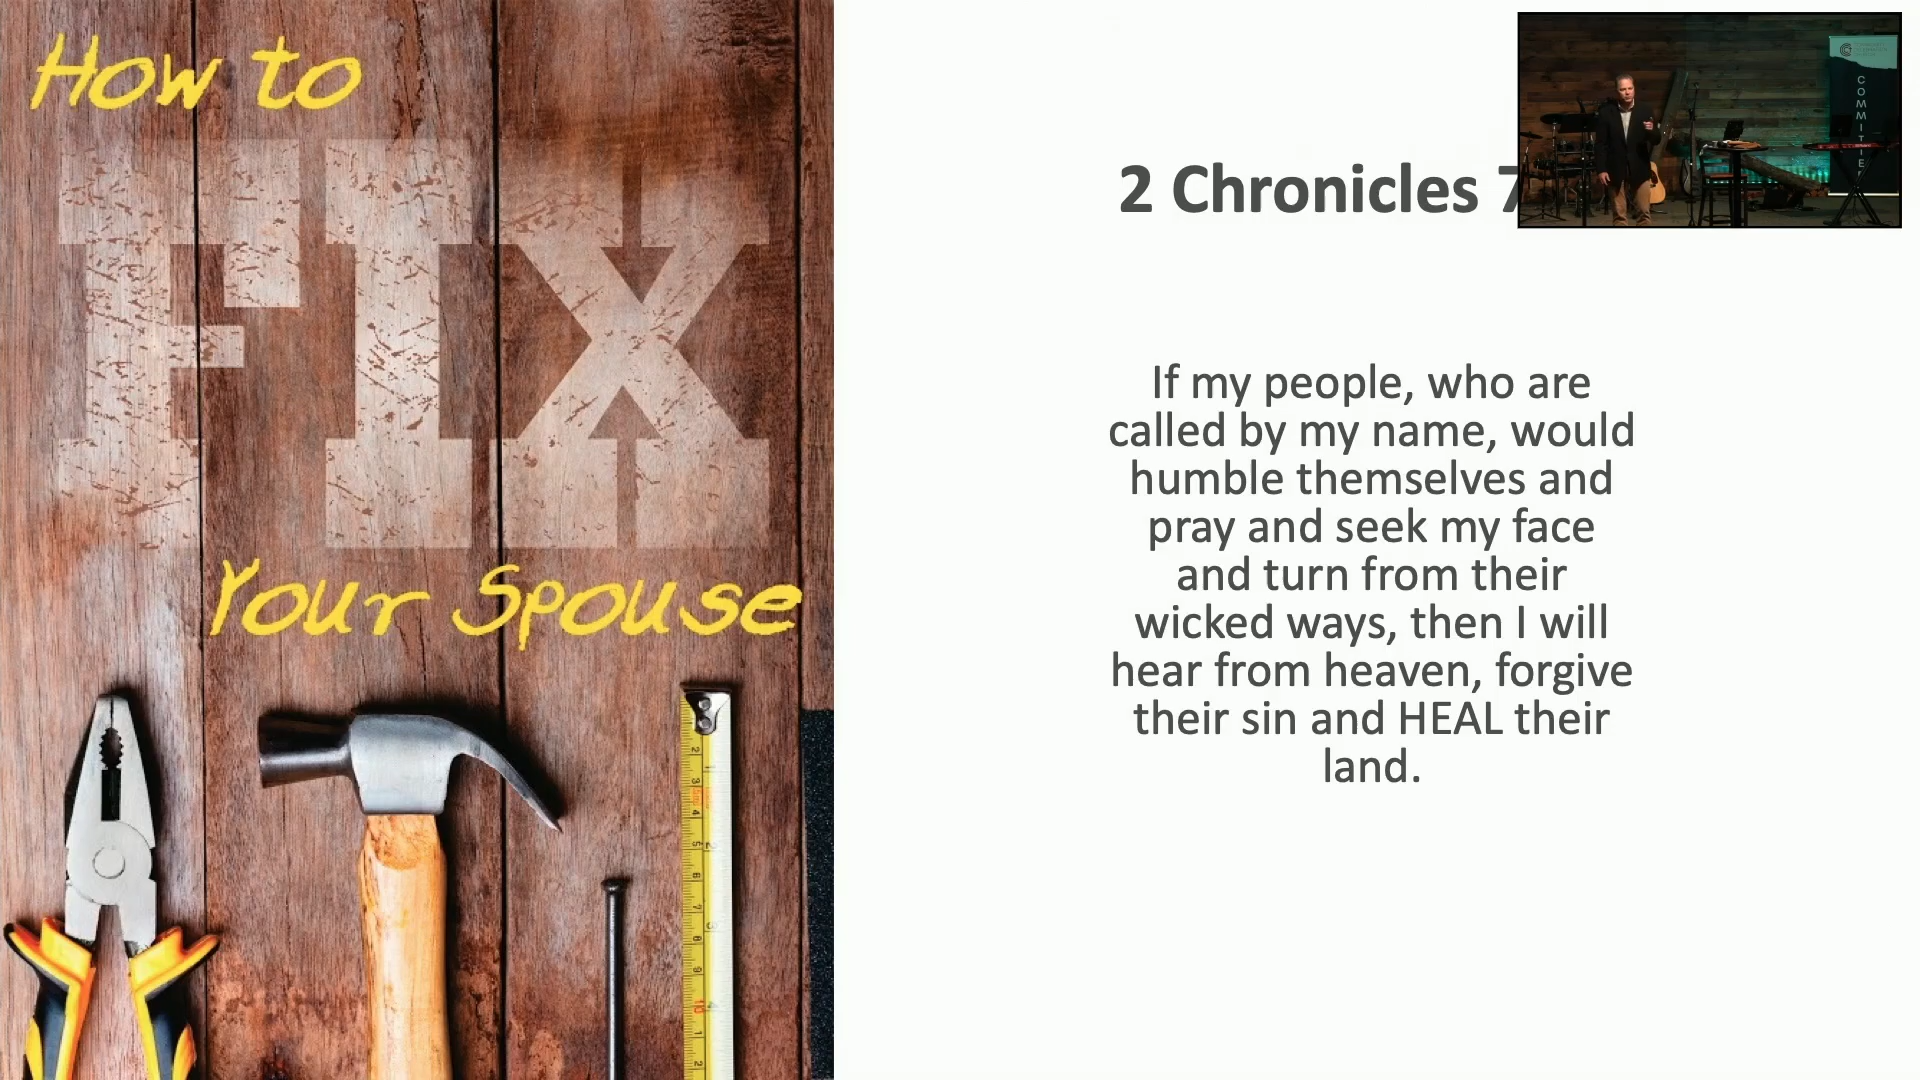 How to
FIX
Your Spouse
2 Chronicles 7
If my people, who are
called by my name, would
humble themselves and
pray and seek my face
and turn from their
wicked ways, then I will
hear from heaven, forgive
their sin and HEAL their
land.